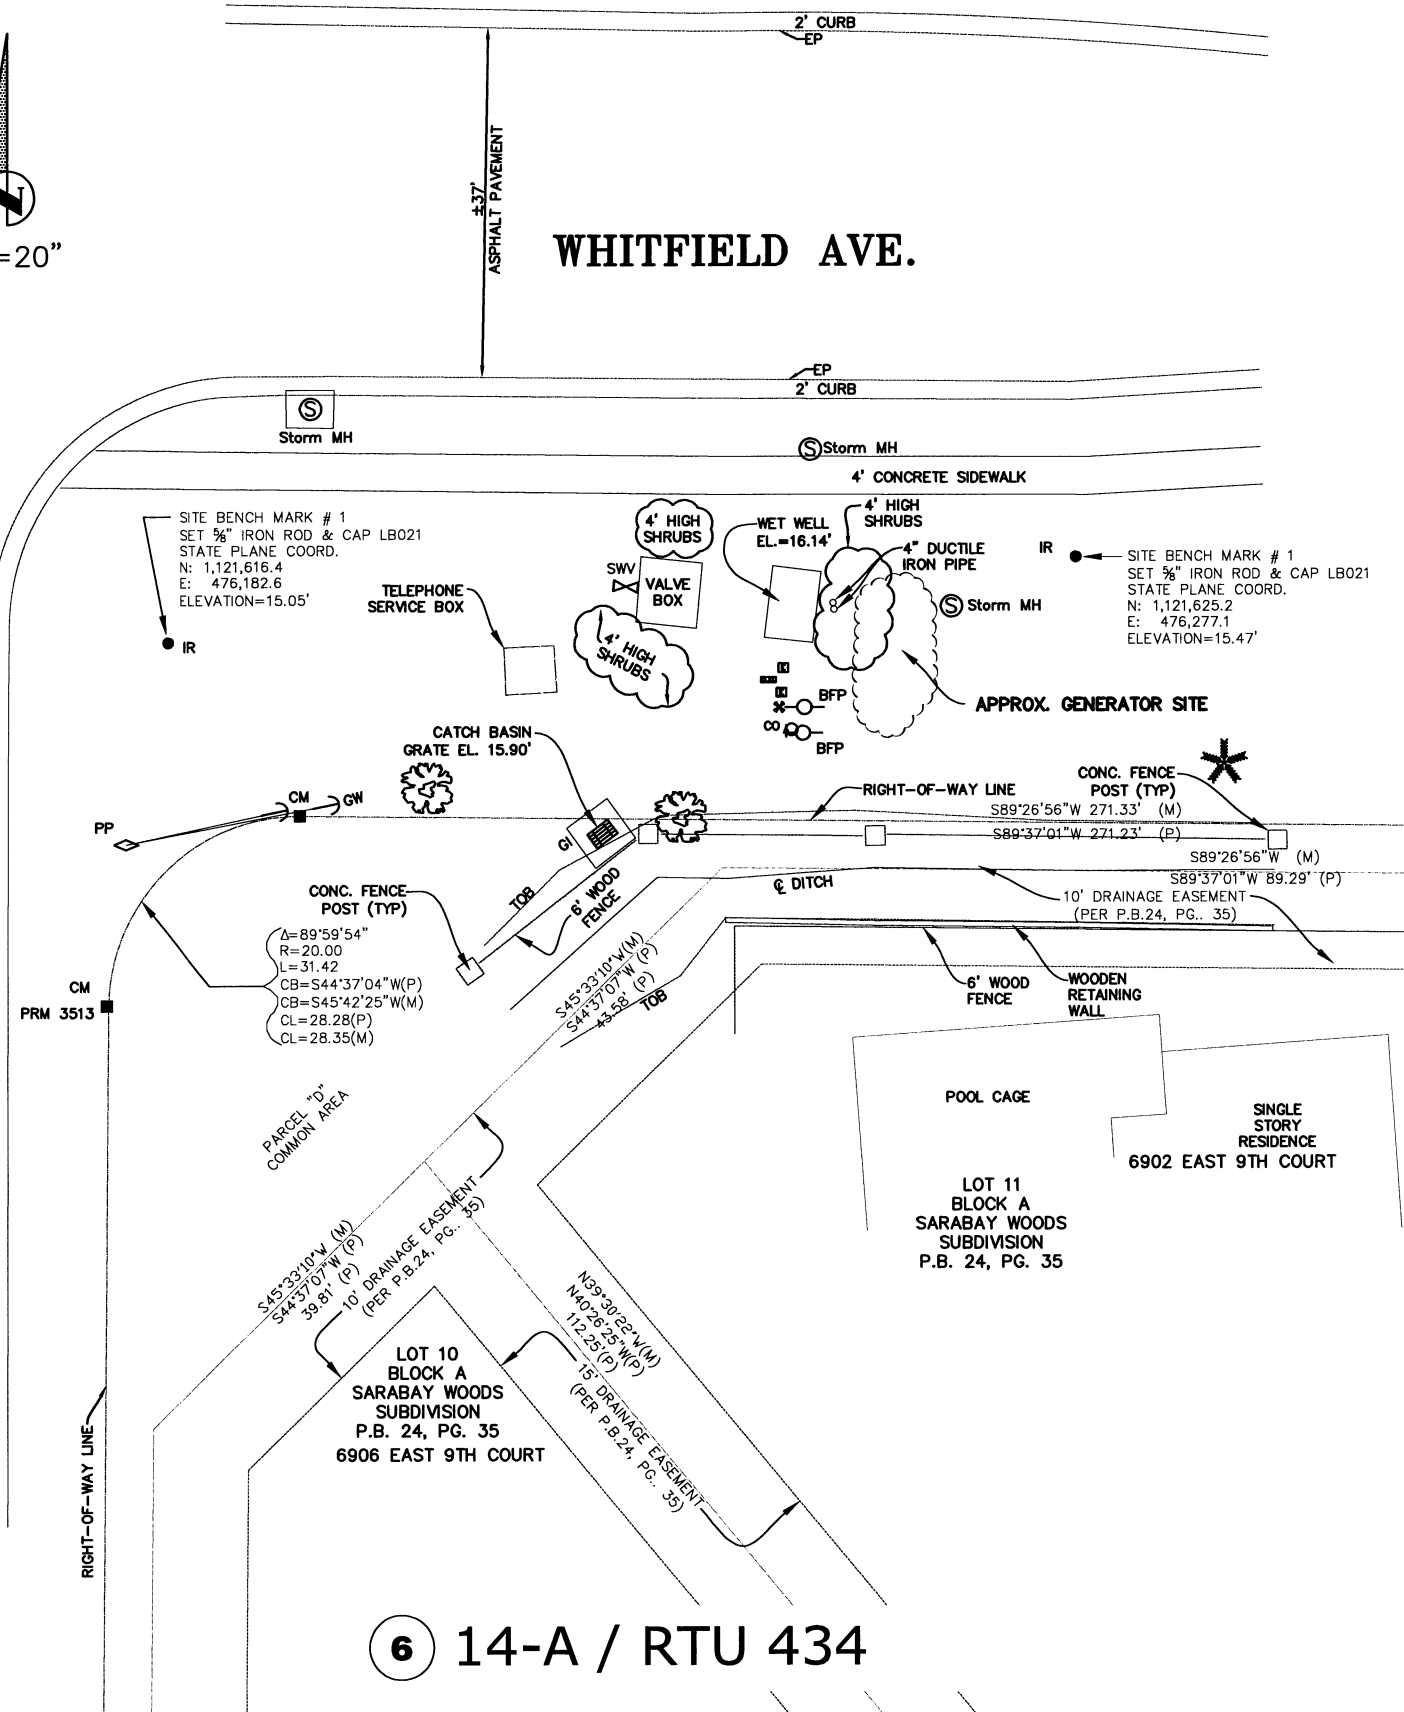 2' CURB
EP
±37'
ASPHALT PAVEMENT
N
=20"
WHITFIELD AVE.
EP
2' CURB
S
Storm MH
S Storm MH
4' CONCRETE SIDEWALK
SITE BENCH MARK # 1
SET ⅝" IRON ROD & CAP LB021
STATE PLANE COORD.
N: 1,121,616.4
E: 476,182.6
ELEVATION=15.05'
IR
TELEPHONE
SERVICE BOX
4' HIGH
SHRUBS
SWV
VALVE
BOX
4' HIGH
SHRUBS
WET WELL
EL.=16.14'
4' HIGH
SHRUBS
4" DUCTILE
IRON PIPE
S Storm MH
IR
SITE BENCH MARK # 1
SET ⅝" IRON ROD & CAP LB021
STATE PLANE COORD.
N: 1,121,625.2
E: 476,277.1
ELEVATION=15.47'
E
E
BFP
CO
BFP
APPROX. GENERATOR SITE
CATCH BASIN
GRATE EL. 15.90'
CM
GW
PP
GI
RIGHT-OF-WAY LINE
CONC. FENCE
POST (TYP)
S89°26'56"W 271.33' (M)
S89°37'01"W 271.23' (P)
S89°26'56"W (M)
S89°37'01"W 89.29' (P)
10' DRAINAGE EASEMENT
(PER P.B.24, PG.. 35)
℄ DITCH
TOB
6' WOOD
FENCE
CONC. FENCE
POST (TYP)
Δ=89°59'54"
R=20.00
L=31.42
CB=S44°37'04"W(P)
CB=S45°42'25"W(M)
CL=28.28(P)
CL=28.35(M)
CM
PRM 3513
S45°33'10"W(M)
S44°37'07"W (P)
43.58' (P)
TOB
6' WOOD
FENCE
WOODEN
RETAINING
WALL
POOL CAGE
SINGLE
STORY
RESIDENCE
6902 EAST 9TH COURT
PARCEL "D"
COMMON AREA
LOT 11
BLOCK A
SARABAY WOODS
SUBDIVISION
P.B. 24, PG. 35
S45°33'10"W (M)
S44°37'07"W (P)
39.81' (P)
10' DRAINAGE EASEMENT
(PER P.B.24, PG.. 35)
N39°30'22"W(M)
N40°26'25"W(P)
112.25'(P)
15' DRAINAGE EASEMENT
(PER P.B.24, PG.. 35)
LOT 10
BLOCK A
SARABAY WOODS
SUBDIVISION
P.B. 24, PG. 35
6906 EAST 9TH COURT
RIGHT-OF-WAY LINE
6 14-A / RTU 434